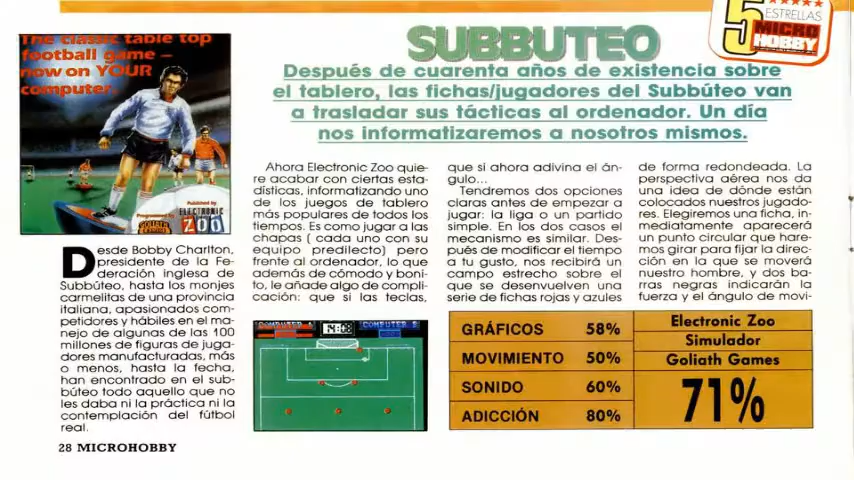 5 ESTRELLAS
MICRO
HOBBY
SUBBUTEO
Después de cuarenta años de existencia sobre
el tablero, las fichas/jugadores del Subbúteo van
a trasladar sus tácticas al ordenador. Un día
nos informatizaremos a nosotros mismos.
The classic table top
football game –
now on YOUR
computer.
Published by
ELECTRONIC
ZOO
Programmed by
GOLIATH
GAMES
Desde Bobby Charlton,
presidente de la Fe-
deración inglesa de
Subbúteo, hasta los monjes
carmelitas de una provincia
italiana, apasionados com-
petidores y hábiles en el ma-
nejo de algunas de las 100
millones de figuras de juga-
dores manufacturadas, más
o menos, hasta la fecha,
han encontrado en el sub-
búteo todo aquello que no
les daba ni la práctica ni la
contemplación del fútbol
real.
Ahora Electronic Zoo quie-
re acabar con ciertas esta-
dísticas, informatizando uno
de los juegos de tablero
más populares de todos los
tiempos. Es como jugar a las
chapas ( cada uno con su
equipo predilecto) pero
frente al ordenador, lo que
además de cómodo y boni-
to, le añade algo de compli-
cación: que si las teclas,
que si ahora adivina el án-
gulo...
Tendremos dos opciones
claras antes de empezar a
jugar: la liga o un partido
simple. En los dos casos el
mecanismo es similar. Des-
pués de modificar el tiempo
a tu gusto, nos recibirá un
campo estrecho sobre el
que se desenvuelven una
serie de fichas rojas y azules
de forma redondeada. La
perspectiva aérea nos da
una idea de dónde están
colocados nuestros jugado-
res. Elegiremos una ficha, in-
mediatamente aparecerá
un punto circular que hare-
mos girar para fijar la direc-
ción en la que se moverá
nuestro hombre, y dos ba-
rras negras indicarán la
fuerza y el ángulo de movi-
COMPUTER 1
14:08
COMPUTER 2
GRÁFICOS 58%
MOVIMIENTO 50%
SONIDO 60%
ADICCIÓN 80%
Electronic Zoo
Simulador
Goliath Games
71%
28 MICROHOBBY